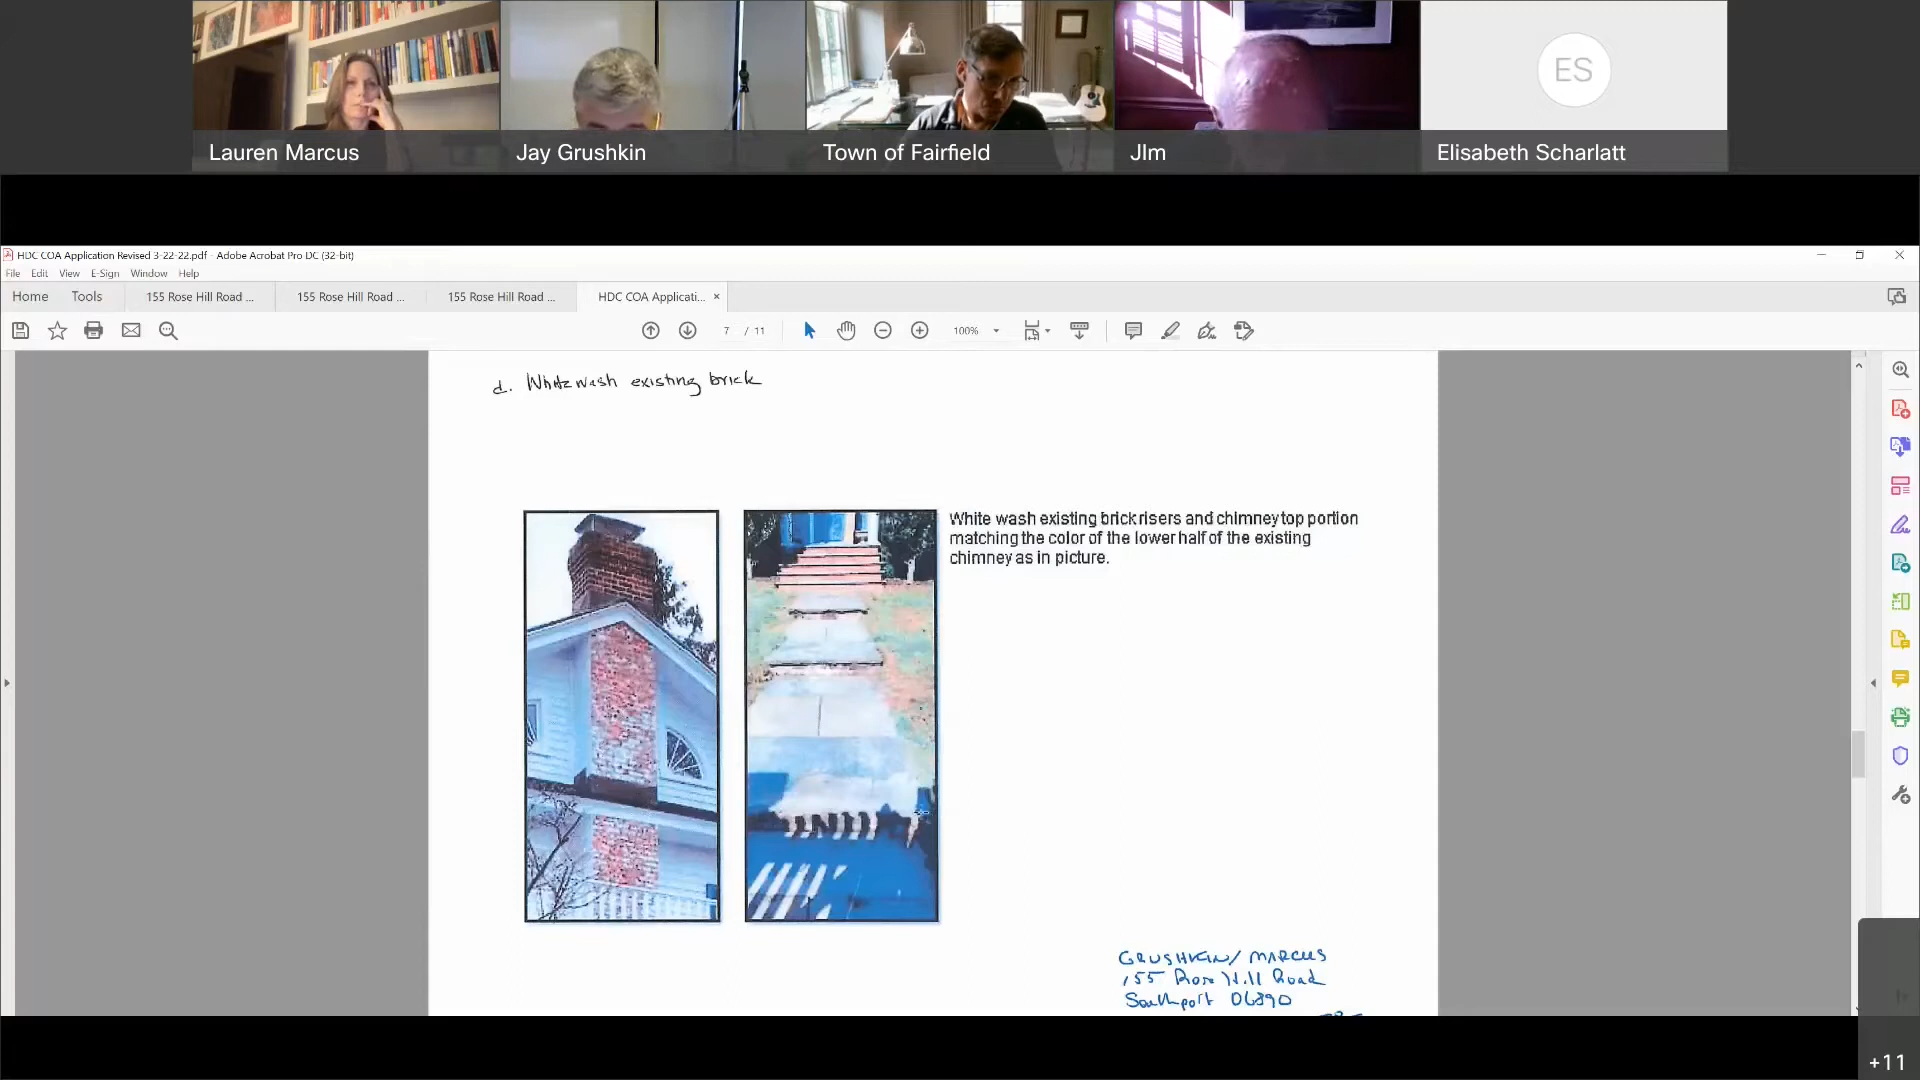 Lauren Marcus
Jay Grushkin
Town of Fairfield
JIm
ES
Elisabeth Scharlatt
HDC COA Application Revised 3-22-22.pdf - Adobe Acrobat Pro DC (32-bit)
File Edit View E-Sign Window Help
Home Tools 155 Rose Hill Road ... 155 Rose Hill Road ... 155 Rose Hill Road ... HDC COA Applicati... ×
7 / 11 100%
d. Whitewash existing brick
White wash existing brick risers and chimney top portion
matching the color of the lower half of the existing
chimney as in picture.
GRUSHKIN/ MARCUS
155 Rose Hill Road
Southport 06890
+11